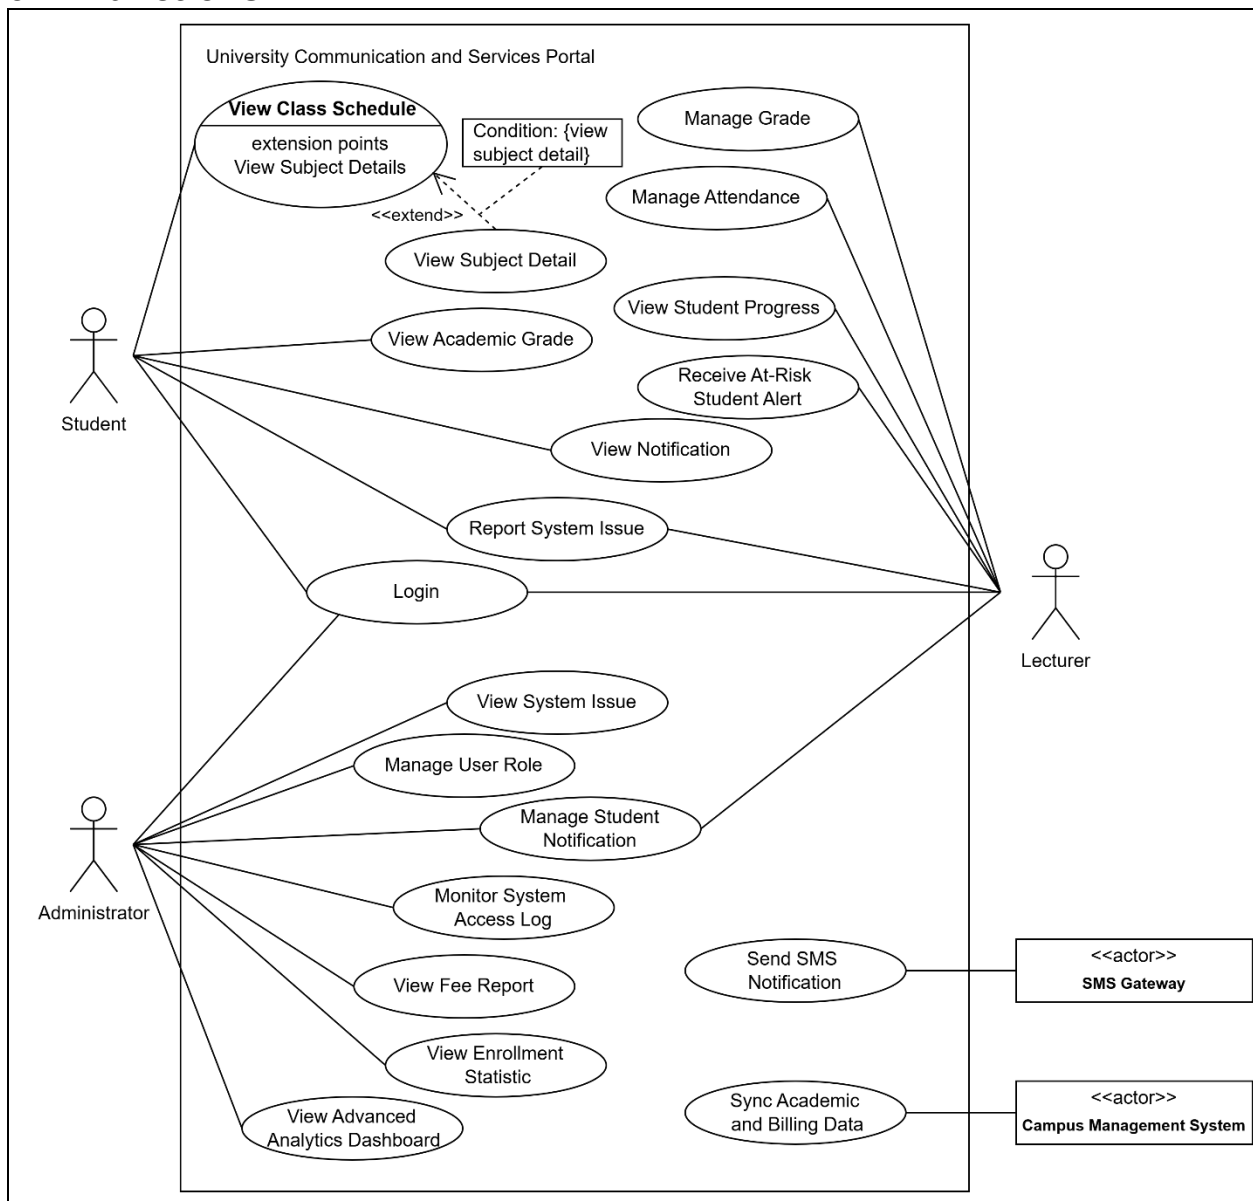 University Communication and Services Portal
View Class Schedule
extension points
View Subject Details
Condition: {view
subject detail}
<<extend>>
View Subject Detail
Manage Grade
Manage Attendance
View Student Progress
View Academic Grade
Receive At-Risk
Student Alert
Student
View Notification
Report System Issue
Login
Lecturer
View System Issue
Manage User Role
Manage Student
Notification
Administrator
Monitor System
Access Log
View Fee Report
View Enrollment
Statistic
View Advanced
Analytics Dashboard
Send SMS
Notification
<<actor>>
SMS Gateway
Sync Academic
and Billing Data
<<actor>>
Campus Management System